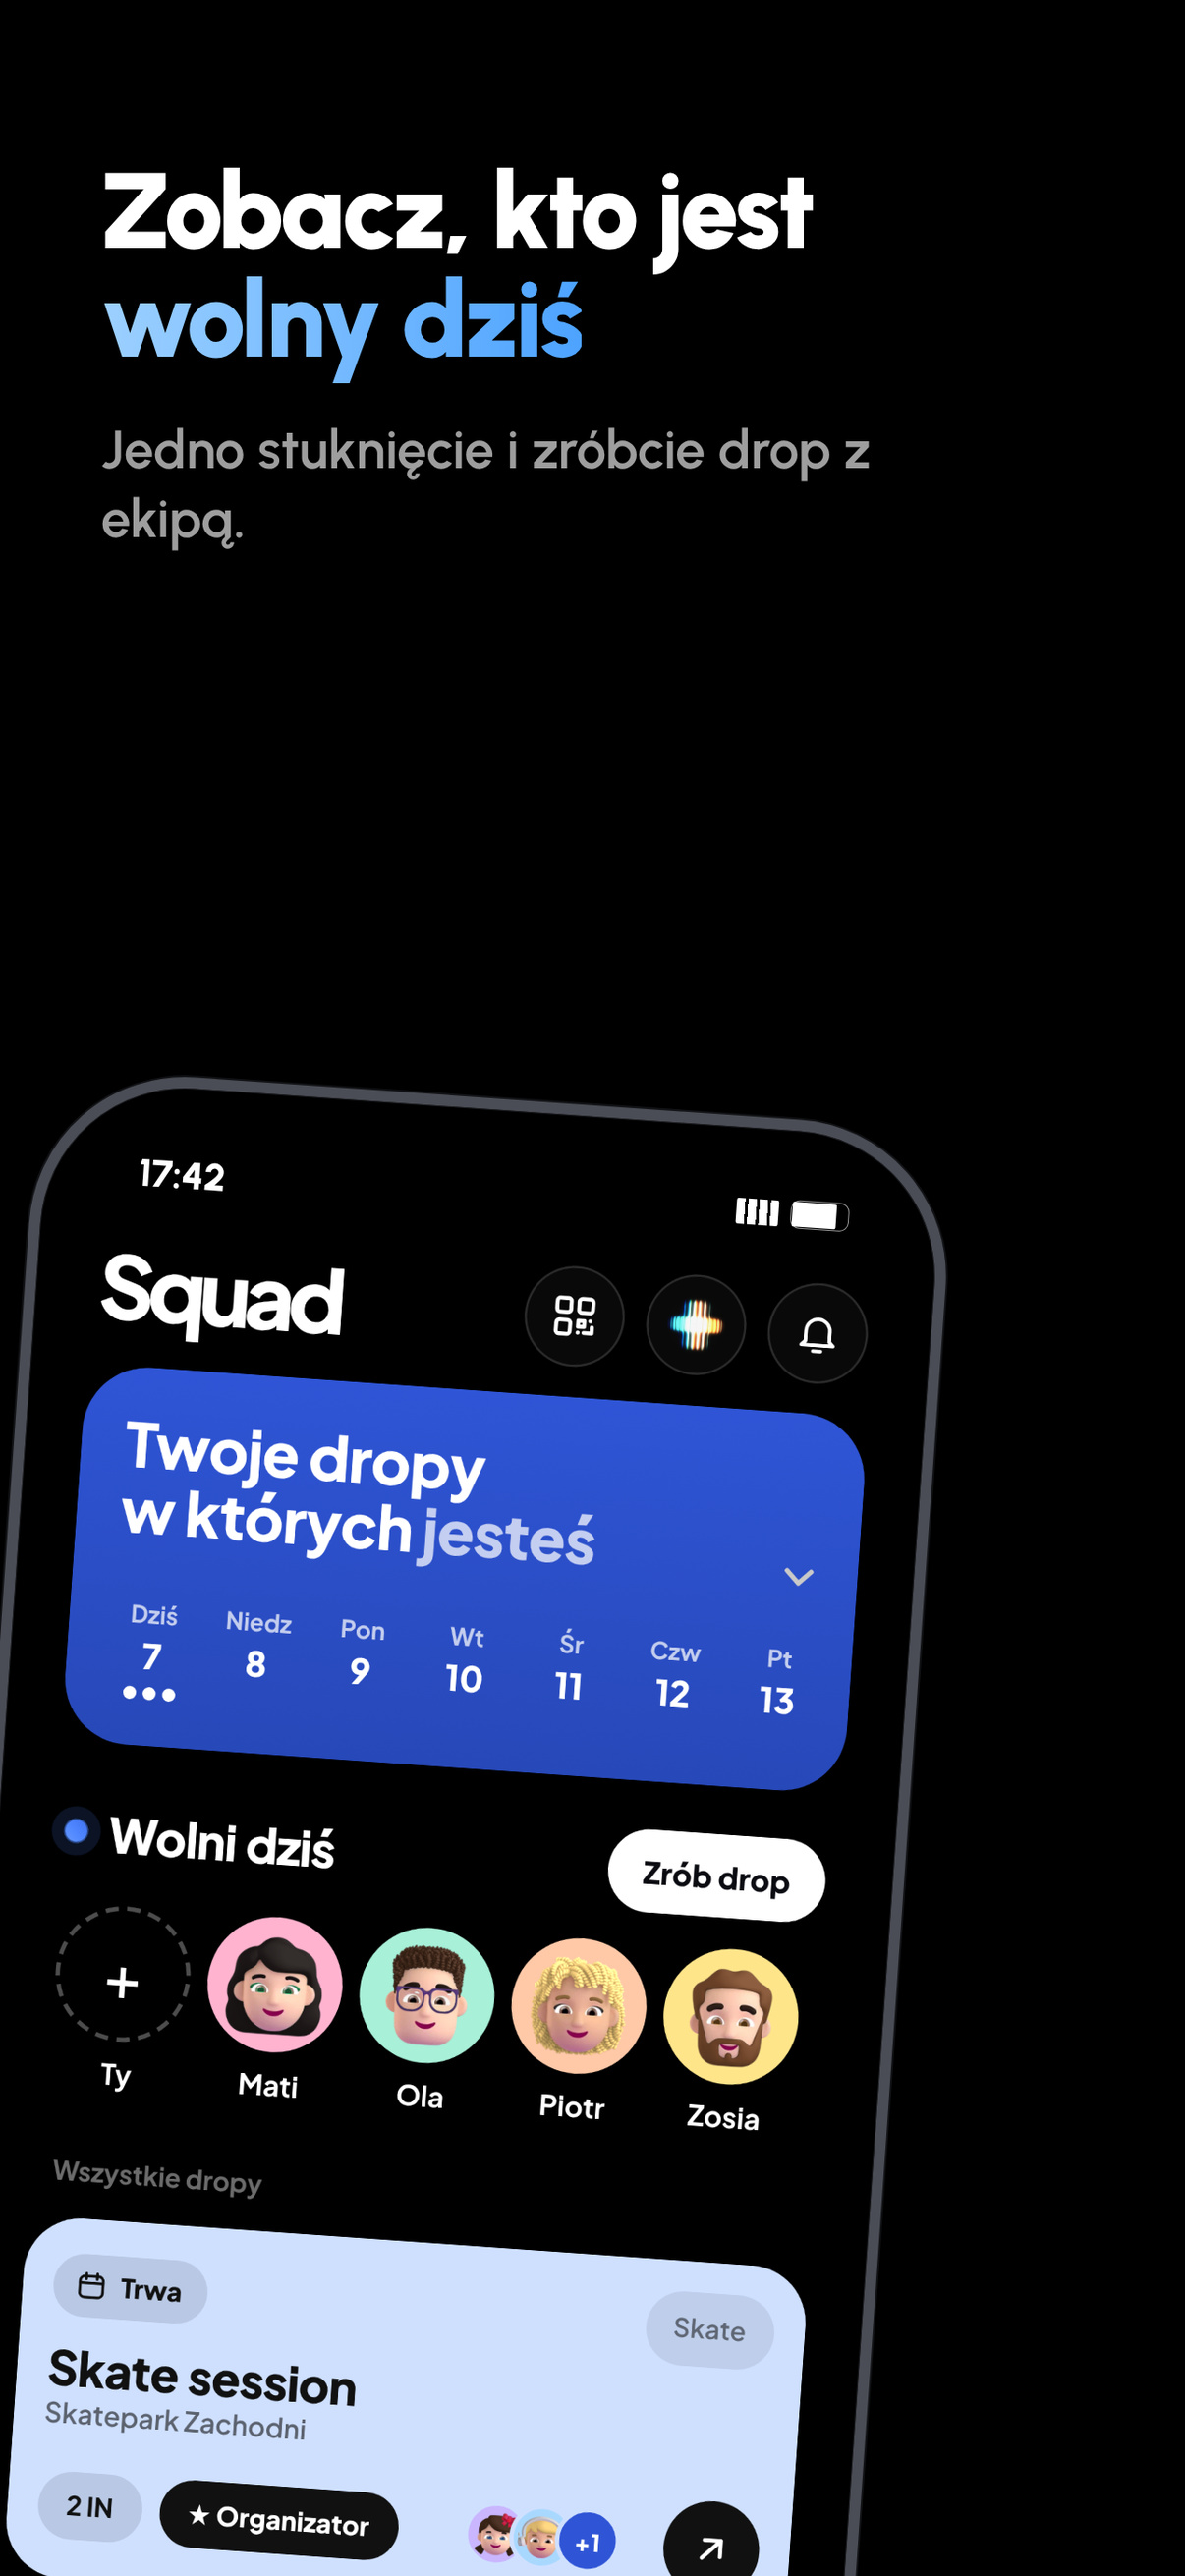 Zobacz, kto jest
wolny dziś
Jedno stuknięcie i zróbcie drop z
ekipą.
17:42
Squad
Twoje dropy
w których jesteś
Dziś Niedz Pon Wt Śr Czw Pt
7 8 9 10 11 12 13
Wolni dziś
Zrób drop
+
Ty Mati Ola Piotr Zosia
Wszystkie dropy
Trwa
Skate
Skate session
Skatepark Zachodni
2 IN
★ Organizator
+1